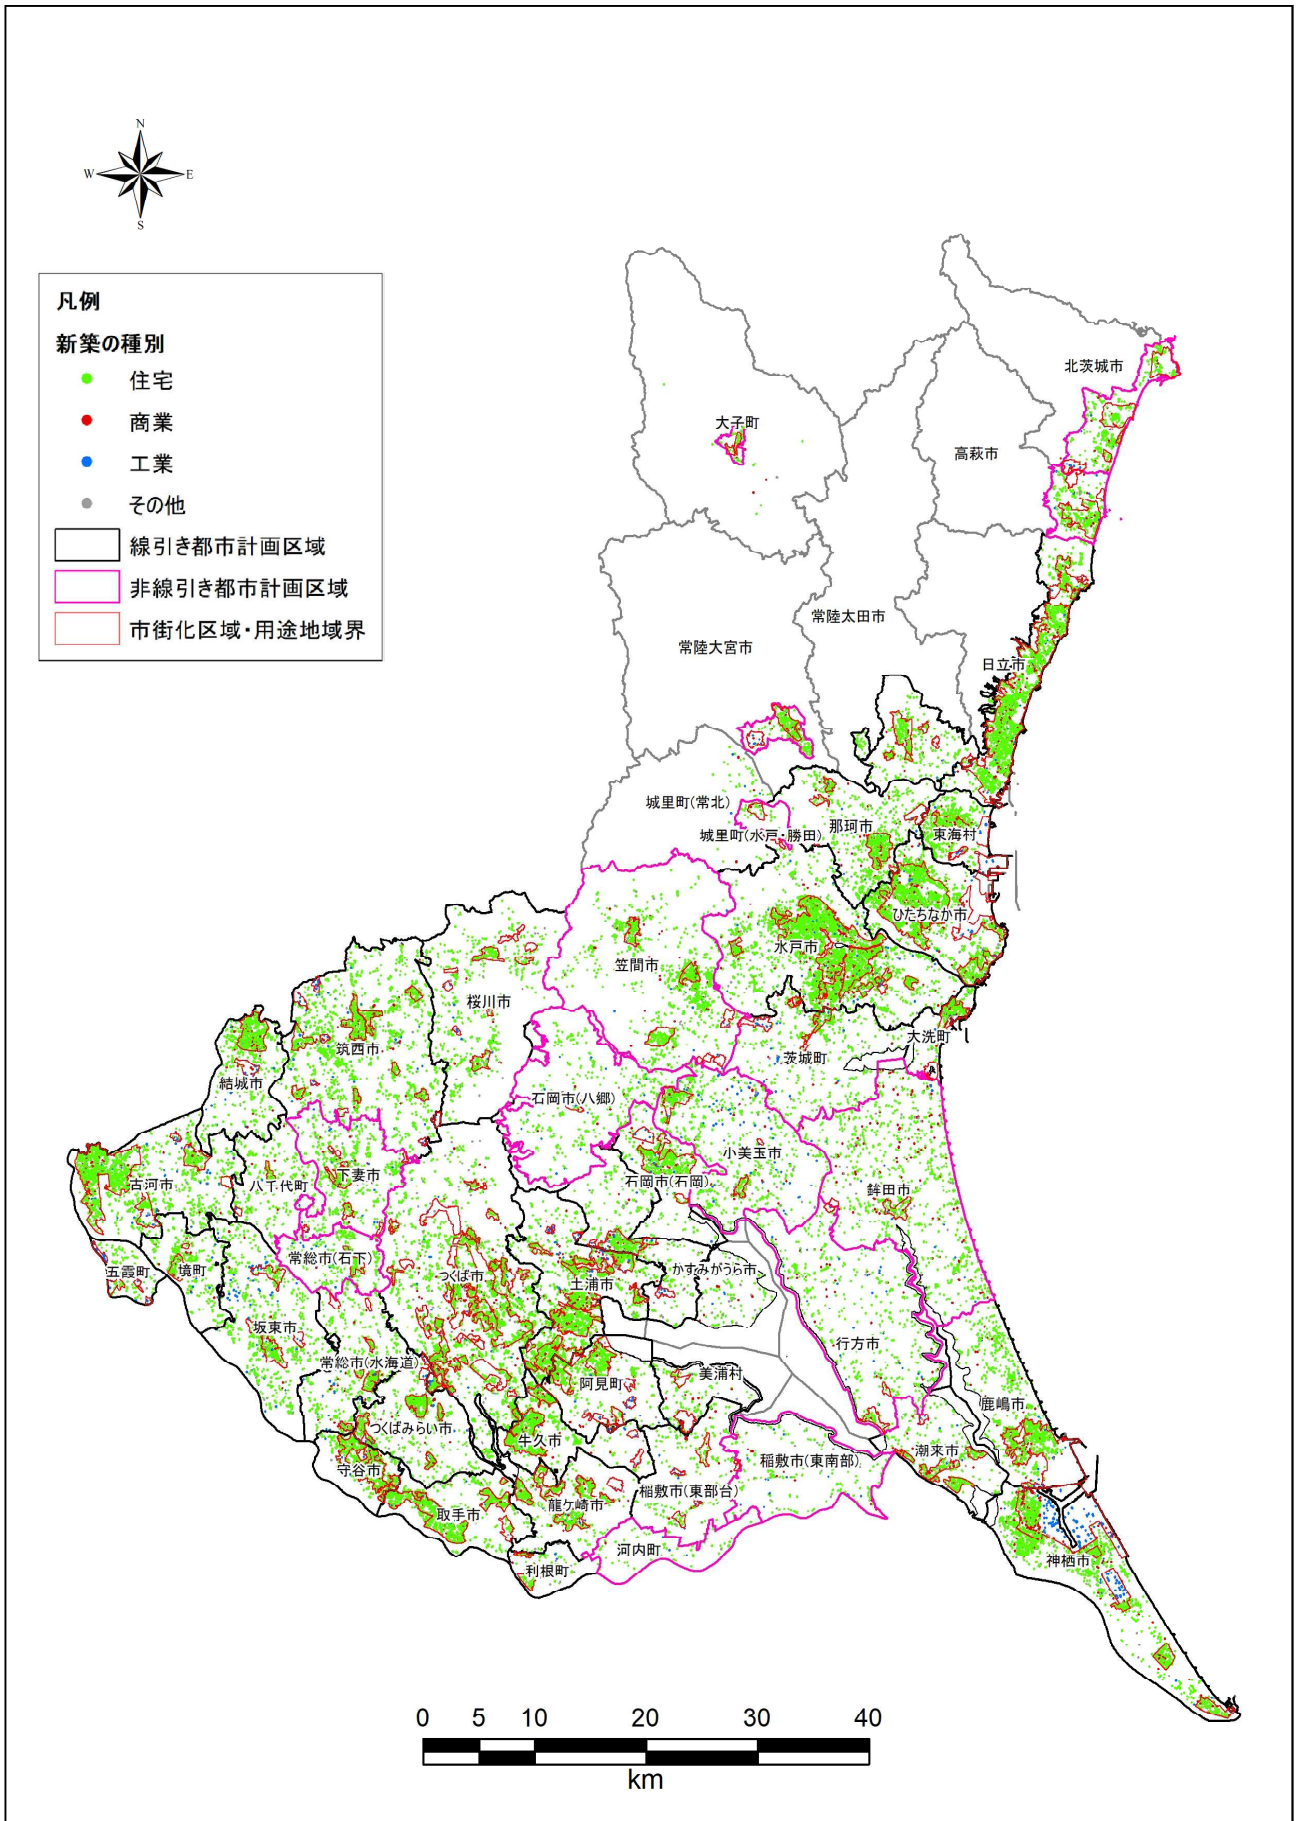 N
W
E
S
凡例
新築の種別
住宅
商業
工業
その他
線引き都市計画区域
非線引き都市計画区域
市街化区域・用途地域界
北茨城市
大子町
高萩市
常陸太田市
常陸大宮市
日立市
城里町(常北)
那珂市
東海村
城里町(水戸・勝田)
ひたちなか市
水戸市
笠間市
桜川市
大洗町
筑西市
茨城町
結城市
石岡市(八郷)
小美玉市
下妻市
石岡市(石岡)
古河市
八千代町
鉾田市
常総市(石下)
五霞町
境町
かすみがうら市
つくば市
土浦市
坂東市
行方市
常総市(水海道)
美浦村
阿見町
鹿嶋市
つくばみらい市
牛久市
潮来市
稲敷市(東南部)
守谷市
稲敷市(東部台)
龍ケ崎市
取手市
河内町
神栖市
利根町
0 5 10 20 30 40
km